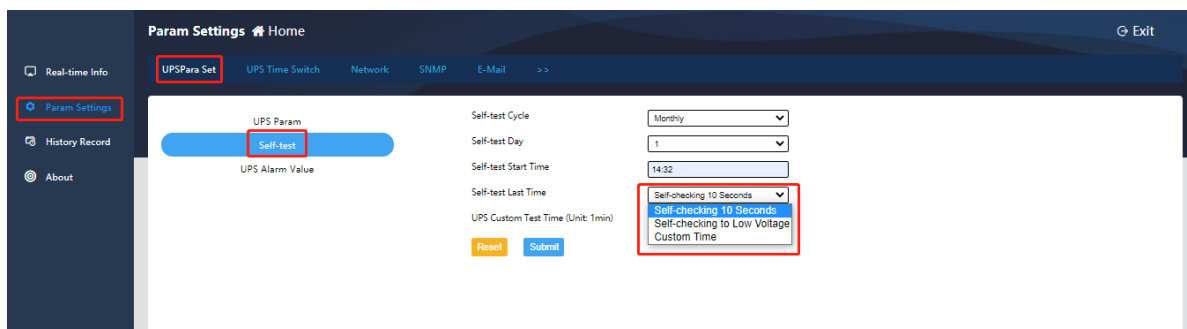 Param Settings Home
Exit
Real-time Info
Param Settings
History Record
About
UPSPara Set UPS Time Switch Network SNMP E-Mail >>
UPS Param
Self-test
UPS Alarm Value
Self-test Cycle Monthly
Self-test Day 1
Self-test Start Time 14:32
Self-test Last Time Self-checking 10 Seconds
Self-checking 10 Seconds
Self-checking to Low Voltage
Custom Time
UPS Custom Test Time (Unit: 1min)
Reset Submit